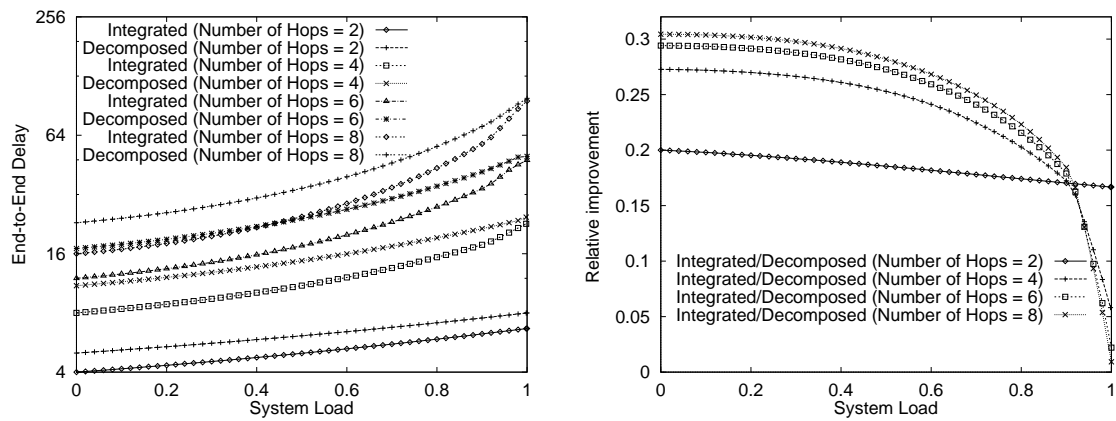 256
64
16
4
End-to-End Delay
Integrated (Number of Hops = 2)
Decomposed (Number of Hops = 2)
Integrated (Number of Hops = 4)
Decomposed (Number of Hops = 4)
Integrated (Number of Hops = 6)
Decomposed (Number of Hops = 6)
Integrated (Number of Hops = 8)
Decomposed (Number of Hops = 8)
0 0.2 0.4 0.6 0.8 1
System Load
0.3
0.25
0.2
0.15
0.1
0.05
0
Relative improvement
Integrated/Decomposed (Number of Hops = 2)
Integrated/Decomposed (Number of Hops = 4)
Integrated/Decomposed (Number of Hops = 6)
Integrated/Decomposed (Number of Hops = 8)
0 0.2 0.4 0.6 0.8 1
System Load